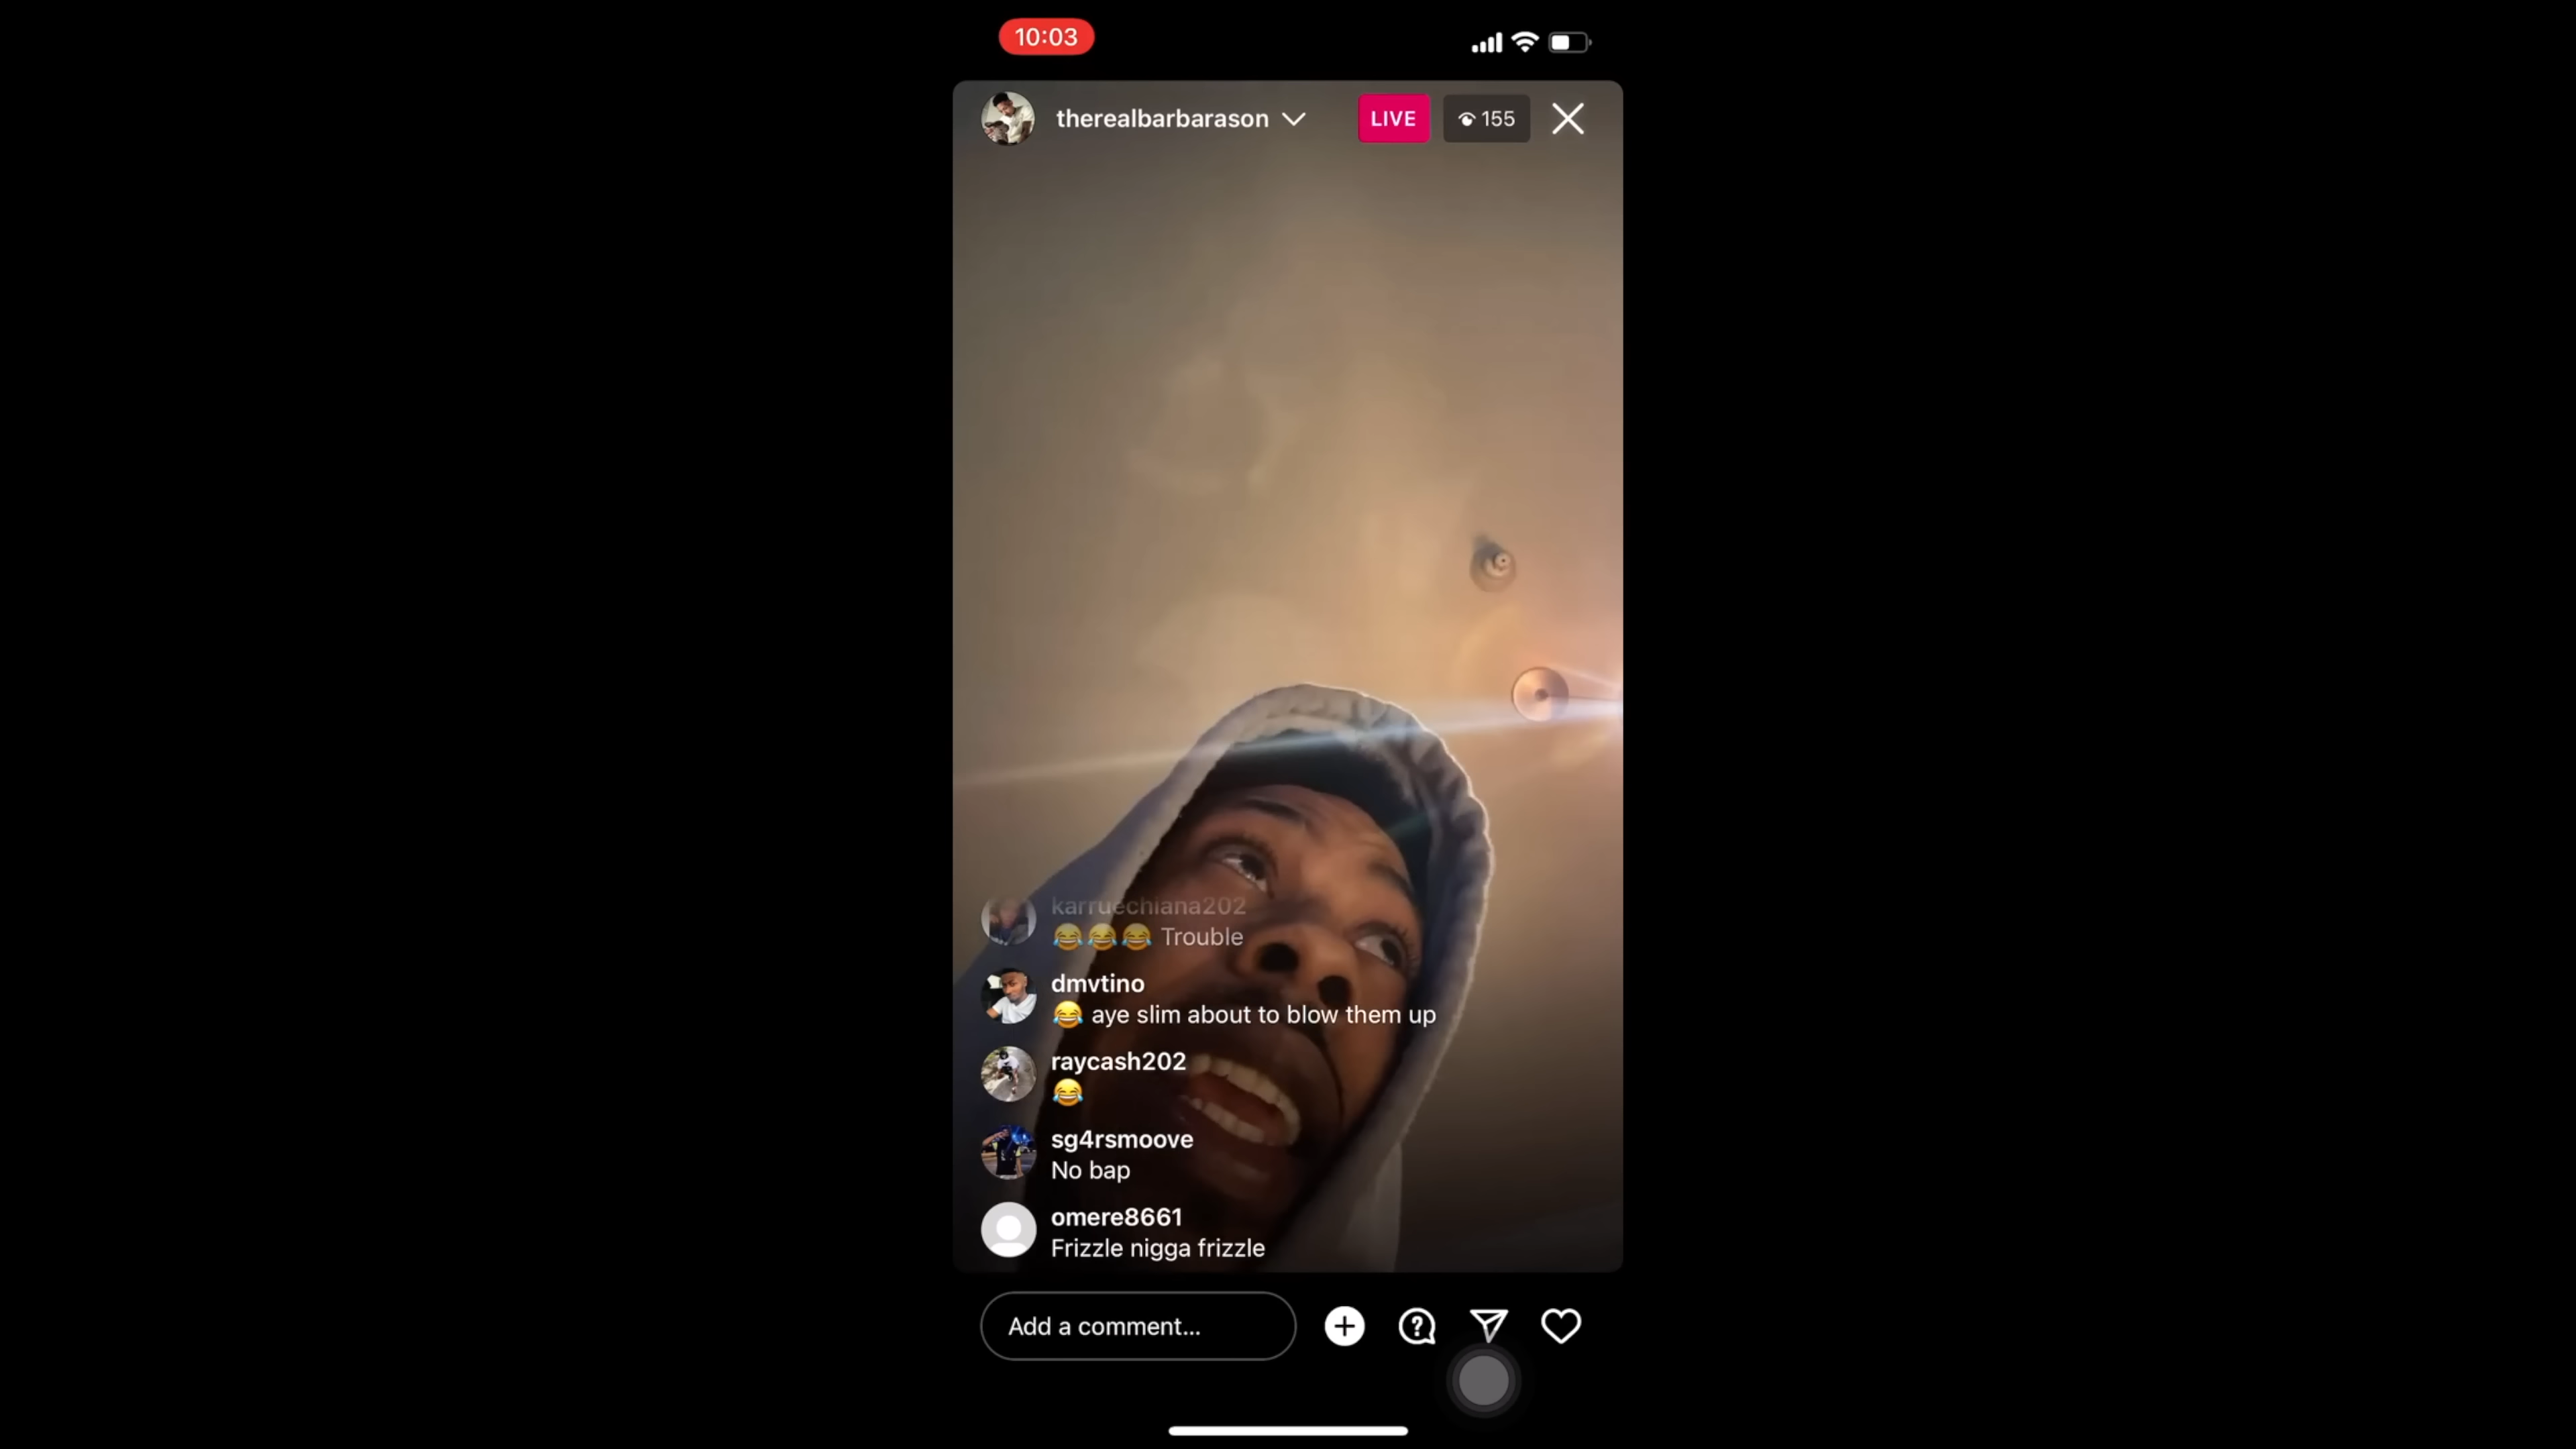 10:03
therealbarbarason
LIVE
155
karruechiana202
😂😂😂 Trouble
dmvtino
😂 aye slim about to blow them up
raycash202
😂
sg4rsmoove
No bap
omere8661
Frizzle nigga frizzle
Add a comment...